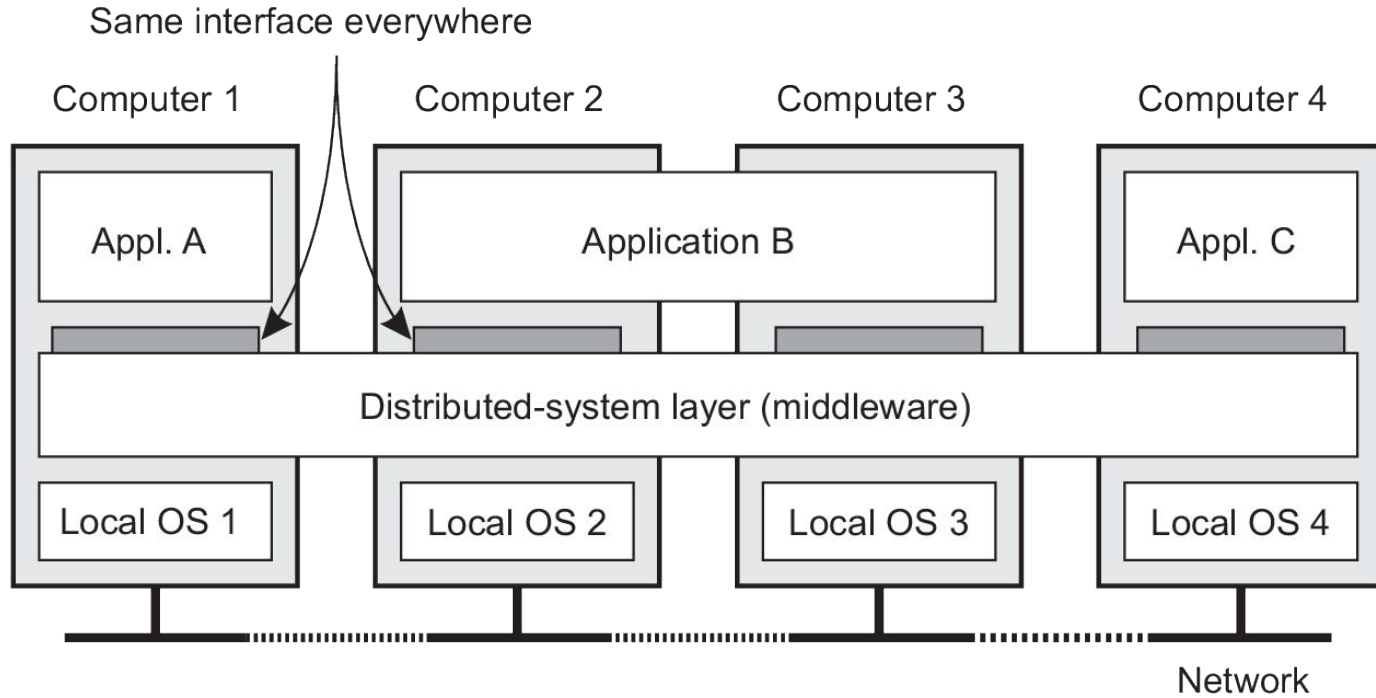 Same interface everywhere
Computer 1
Computer 2
Computer 3
Computer 4
Appl. A
Application B
Appl. C
Distributed-system layer (middleware)
Local OS 1
Local OS 2
Local OS 3
Local OS 4
Network